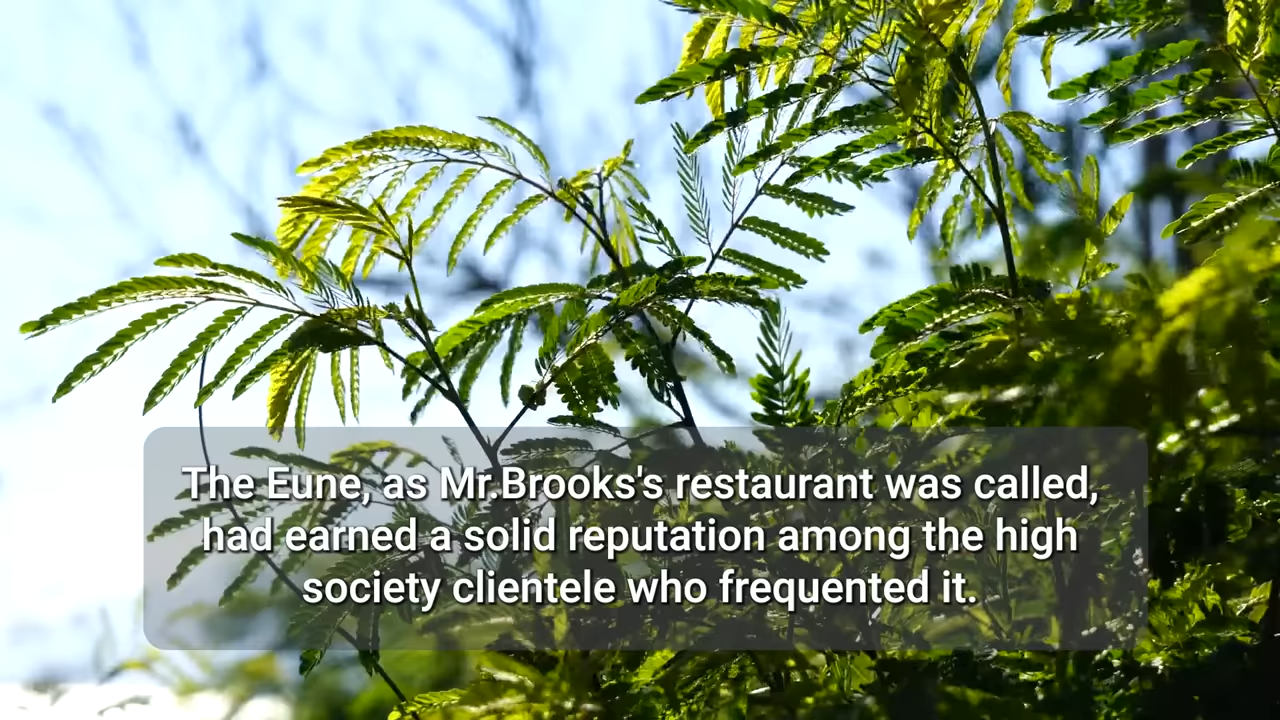 The Eune, as Mr.Brooks's restaurant was called,
had earned a solid reputation among the high
society clientele who frequented it.